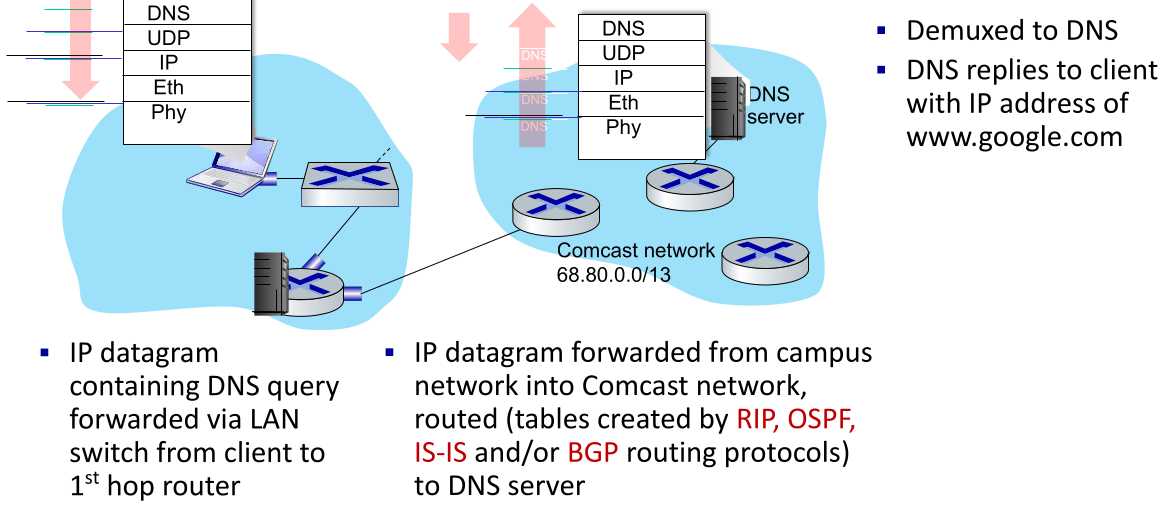 DNS
UDP
IP
Eth
Phy
DNS
DNS
DNS
DNS
DNS
UDP
IP
Eth
Phy
DNS
server
Comcast network
68.80.0.0/13
▪ Demuxed to DNS
▪ DNS replies to client
with IP address of
www.google.com
▪ IP datagram
containing DNS query
forwarded via LAN
switch from client to
1st hop router
▪ IP datagram forwarded from campus
network into Comcast network,
routed (tables created by RIP, OSPF,
IS-IS and/or BGP routing protocols)
to DNS server